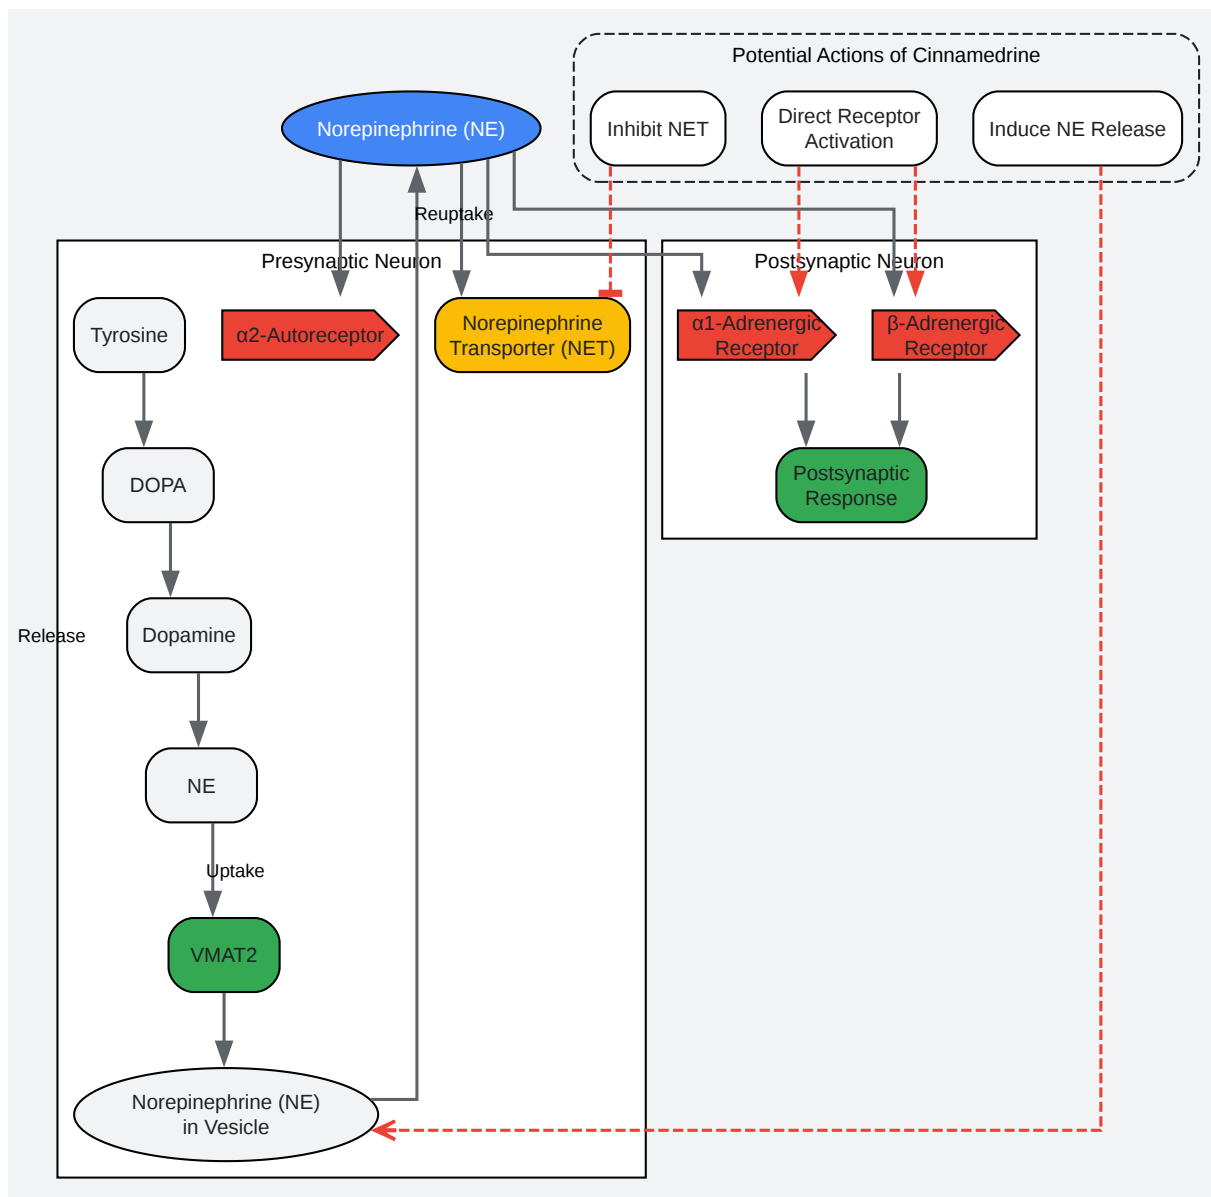 Potential Actions of Cinnamedrine
Norepinephrine (NE)
Inhibit NET
Direct Receptor
Activation
Induce NE Release
Reuptake
Presynaptic Neuron
Postsynaptic Neuron
Tyrosine
α2-Autoreceptor
Norepinephrine
Transporter (NET)
α1-Adrenergic
Receptor
β-Adrenergic
Receptor
DOPA
Postsynaptic
Response
Release
Dopamine
NE
Uptake
VMAT2
Norepinephrine (NE)
in Vesicle